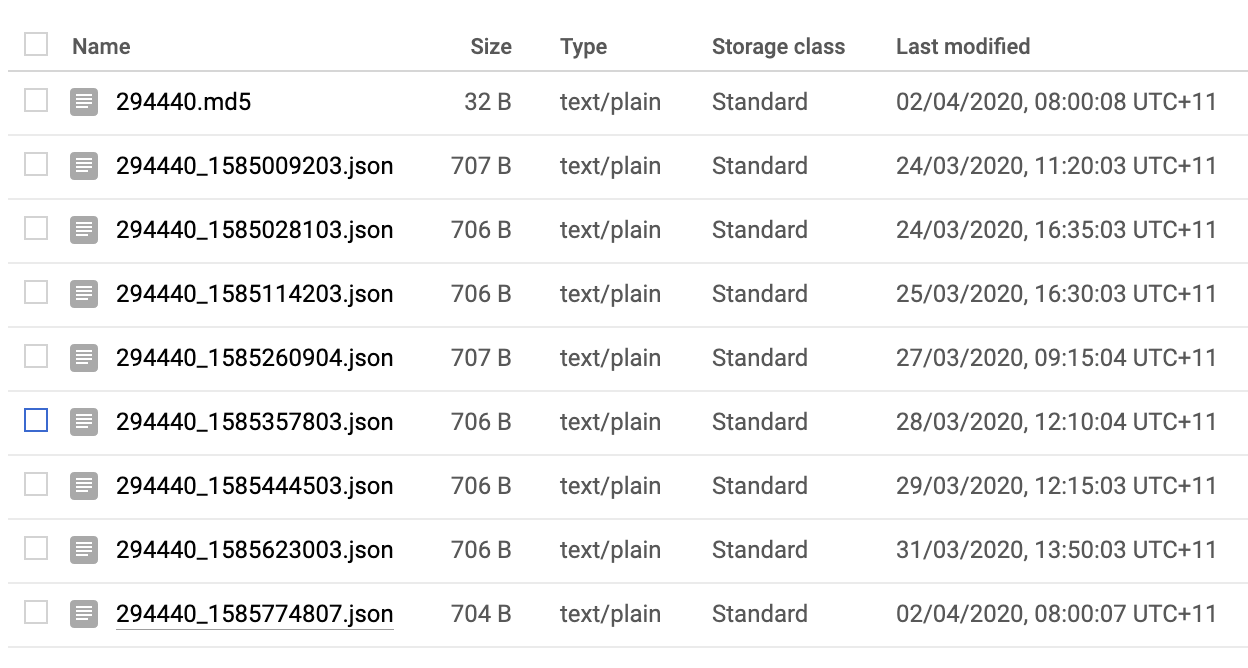 Name Size Type Storage class Last modified
294440.md5 32 B text/plain Standard 02/04/2020, 08:00:08 UTC+11
294440_1585009203.json 707 B text/plain Standard 24/03/2020, 11:20:03 UTC+11
294440_1585028103.json 706 B text/plain Standard 24/03/2020, 16:35:03 UTC+11
294440_1585114203.json 706 B text/plain Standard 25/03/2020, 16:30:03 UTC+11
294440_1585260904.json 707 B text/plain Standard 27/03/2020, 09:15:04 UTC+11
294440_1585357803.json 706 B text/plain Standard 28/03/2020, 12:10:04 UTC+11
294440_1585444503.json 706 B text/plain Standard 29/03/2020, 12:15:03 UTC+11
294440_1585623003.json 706 B text/plain Standard 31/03/2020, 13:50:03 UTC+11
294440_1585774807.json 704 B text/plain Standard 02/04/2020, 08:00:07 UTC+11